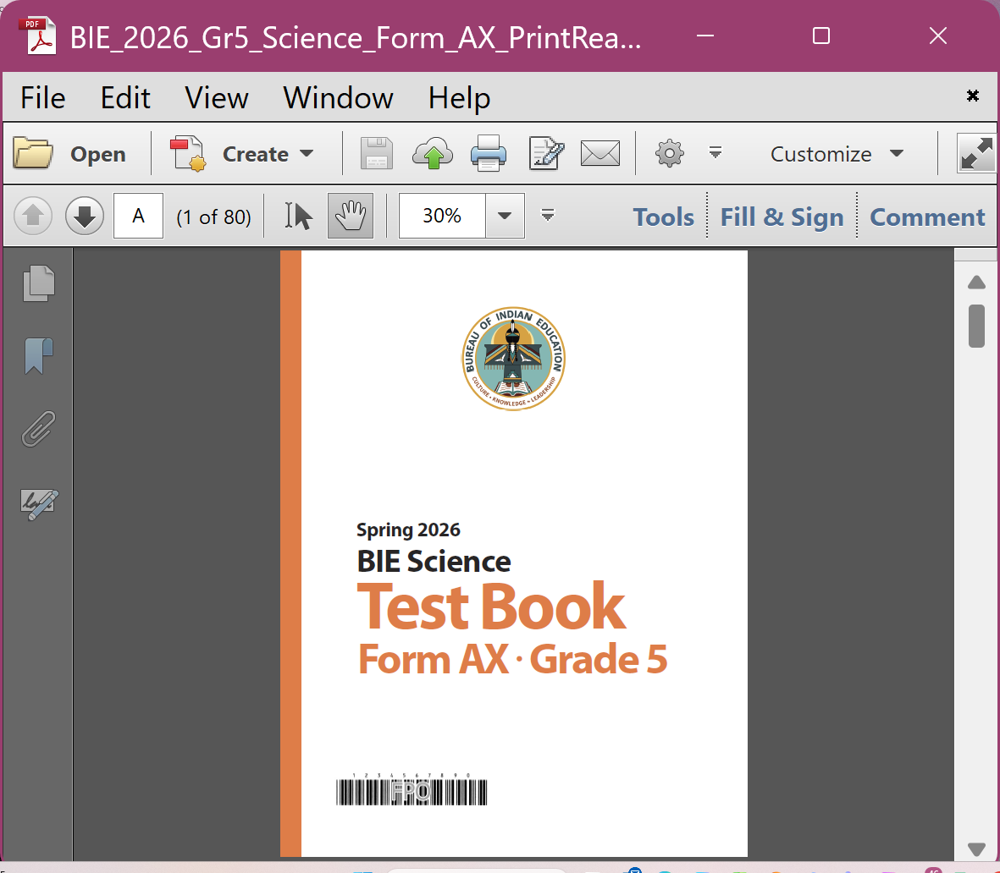 PDF
BIE_2026_Gr5_Science_Form_AX_PrintRea...
File Edit View Window Help
Open Create Customize
A (1 of 80) 30% Tools Fill & Sign Comment
BUREAU OF INDIAN EDUCATION
CULTURE • KNOWLEDGE • LEADERSHIP
Spring 2026
BIE Science
Test Book
Form AX · Grade 5
1 2 3 4 5 6 7 8 9 0
FPO